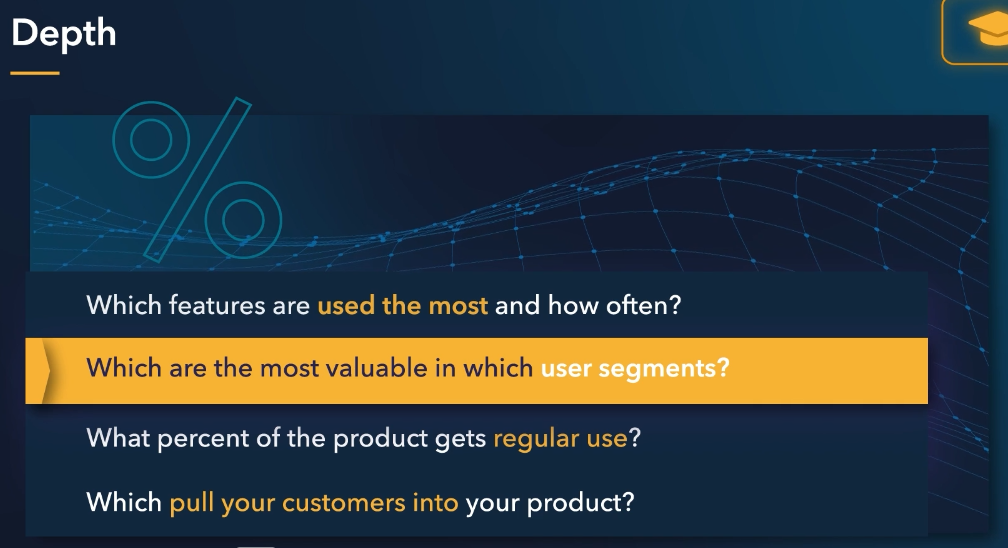 Depth
%
Which features are used the most and how often?
Which are the most valuable in which user segments?
What percent of the product gets regular use?
Which pull your customers into your product?